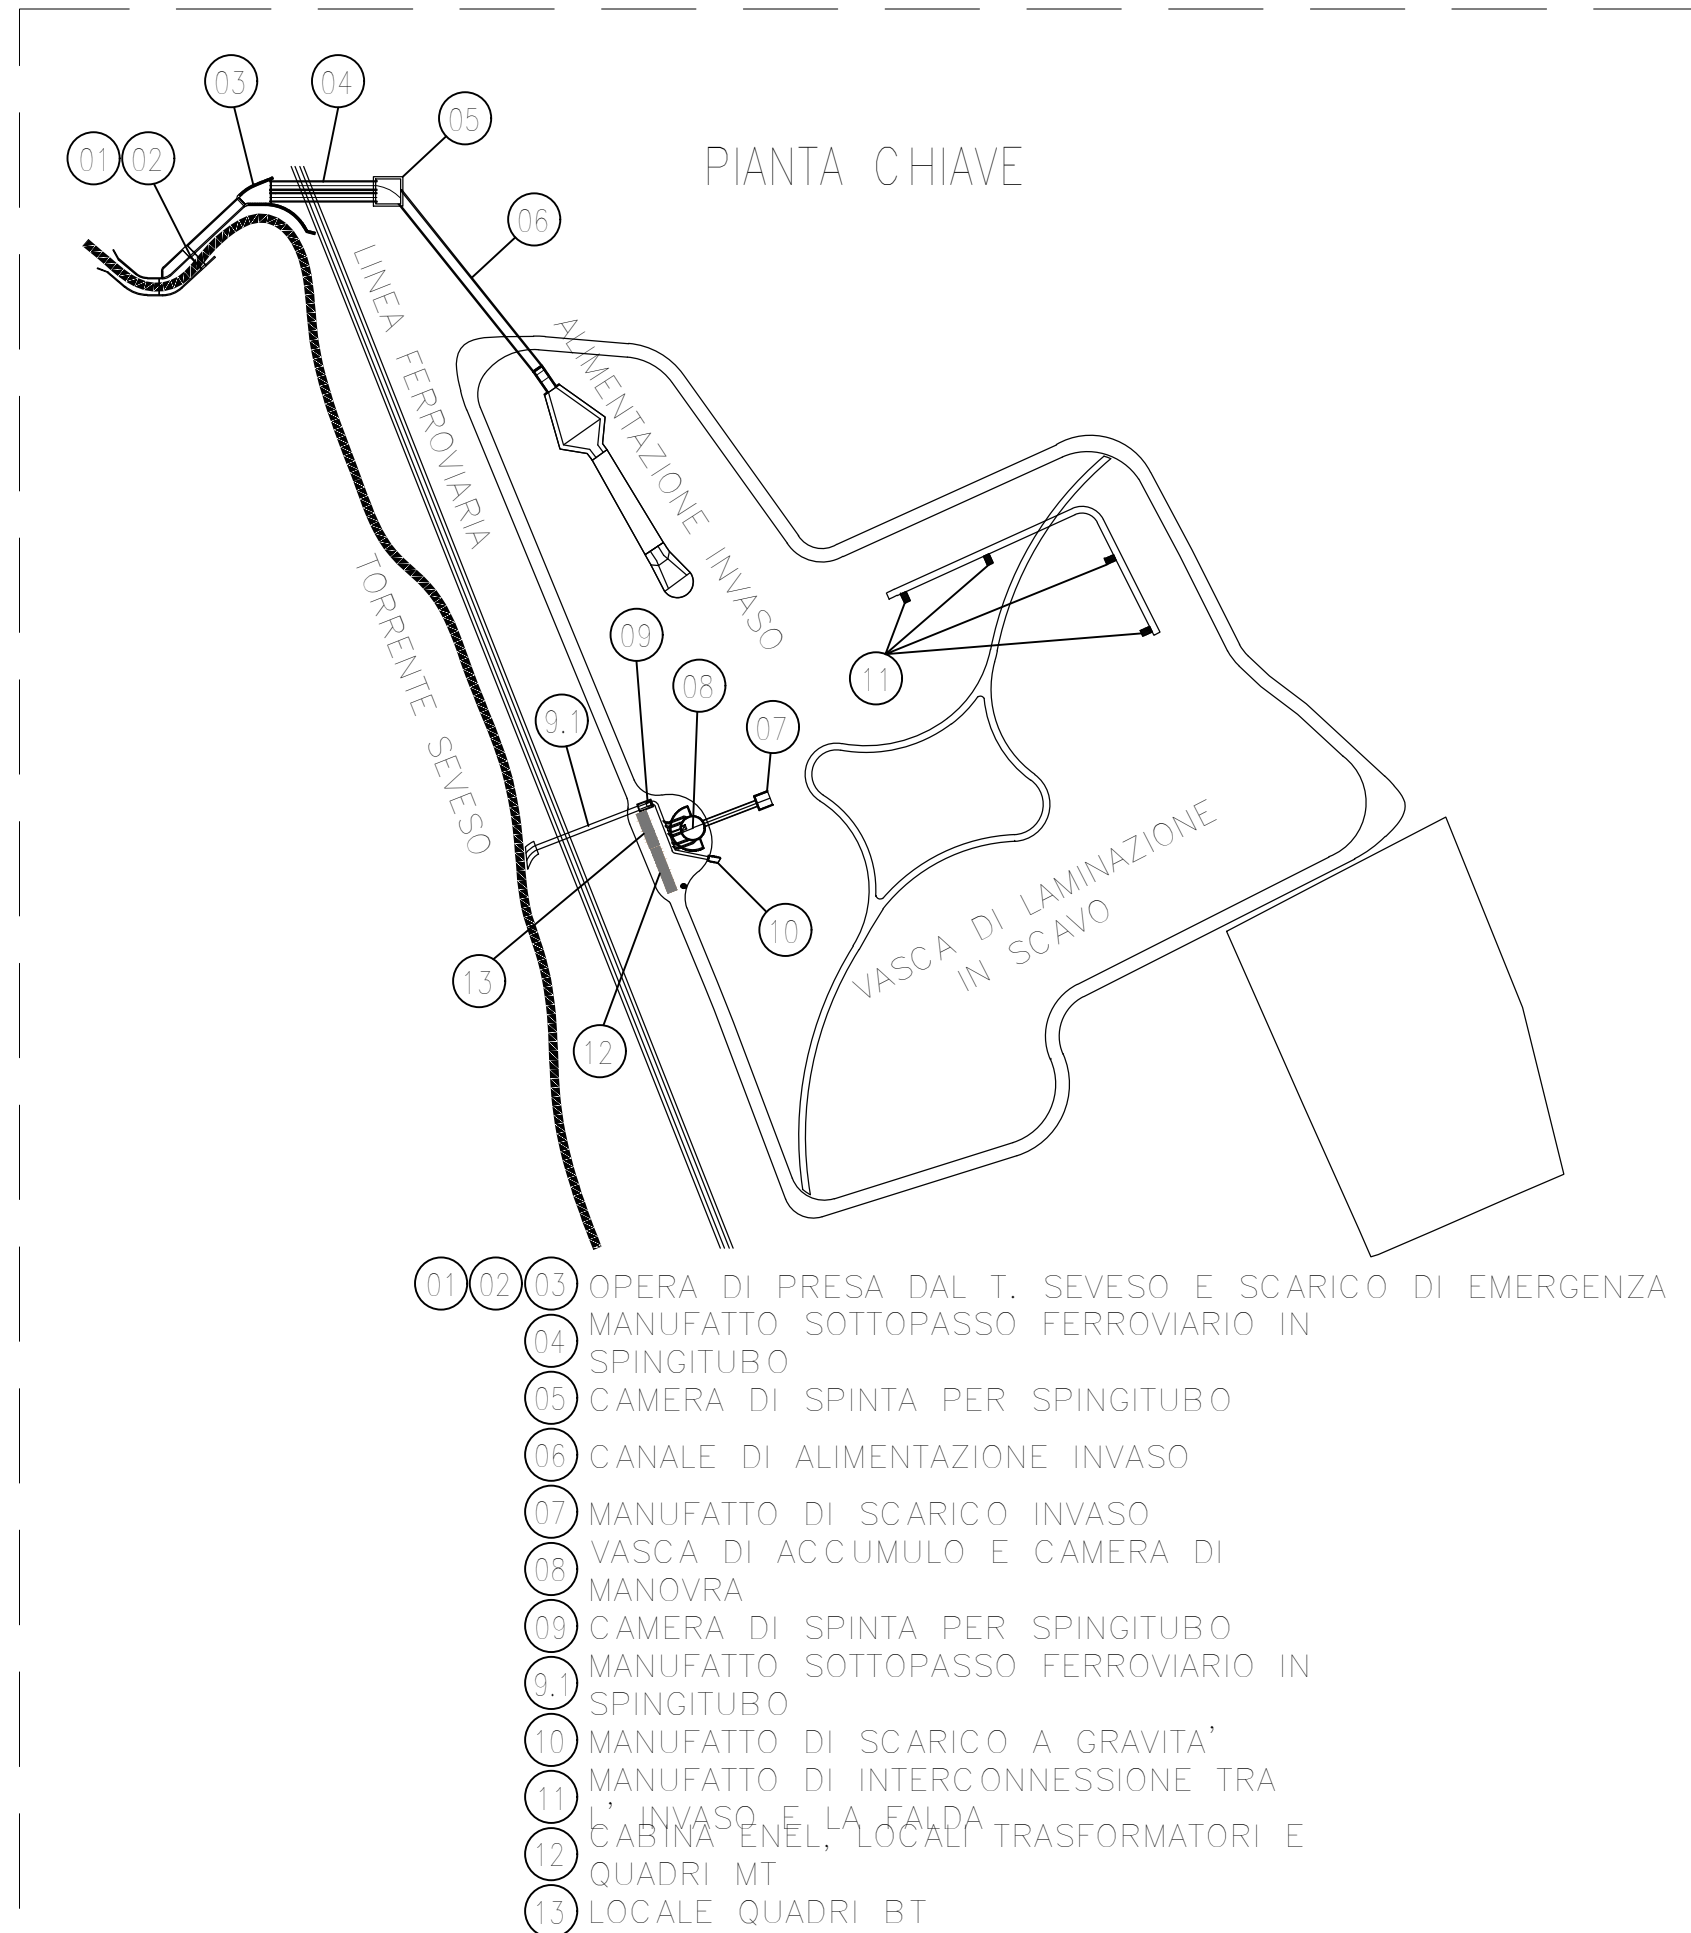 03
04
05
01
02
PIANTA CHIAVE
06
LINEA FERROVIARIA
ALIMENTAZIONE INVASO
TORRENTE SEVESO
09
08
11
9.1
07
VASCA DI LAMINAZIONE
IN SCAVO
10
13
12
01 02 03 OPERA DI PRESA DAL T. SEVESO E SCARICO DI EMERGENZA
04 MANUFATTO SOTTOPASSO FERROVIARIO IN
SPINGITUBO
05 CAMERA DI SPINTA PER SPINGITUBO
06 CANALE DI ALIMENTAZIONE INVASO
07 MANUFATTO DI SCARICO INVASO
08 VASCA DI ACCUMULO E CAMERA DI
MANOVRA
09 CAMERA DI SPINTA PER SPINGITUBO
9.1 MANUFATTO SOTTOPASSO FERROVIARIO IN
SPINGITUBO
10 MANUFATTO DI SCARICO A GRAVITA'
11 MANUFATTO DI INTERCONNESSIONE TRA
L' INVASO E LA FALDA
12 CABINA ENEL, LOCALI TRASFORMATORI E
QUADRI MT
13 LOCALE QUADRI BT